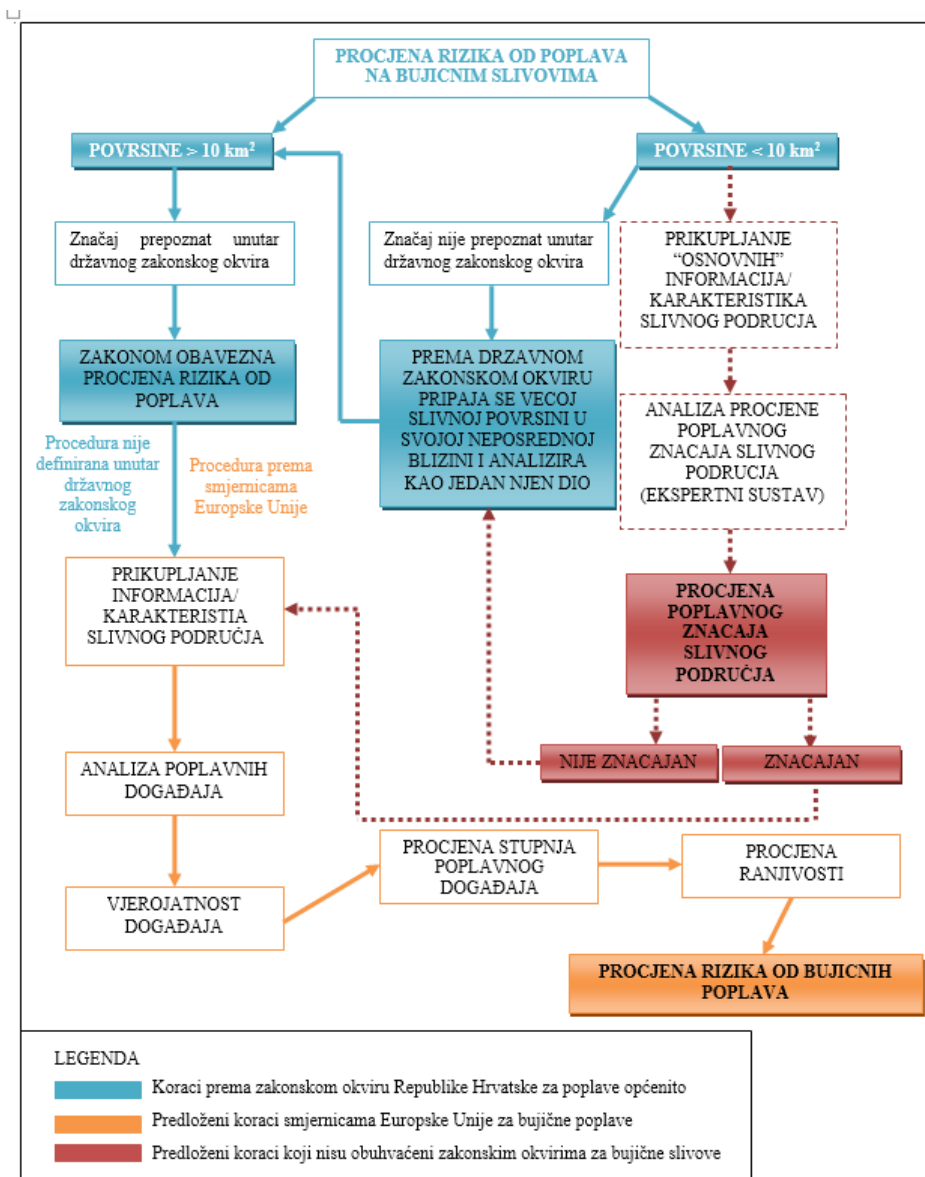 PROCJENA RIZIKA OD POPLAVA
NA BUJICNIM SLIVOVIMA
POVRSINE > 10 km²
POVRSINE < 10 km²
Značaj prepoznat unutar
državnog zakonskog okvira
Značaj nije prepoznat unutar
državnog zakonskog okvira
PRIKUPLJANJE
“OSNOVNIH”
INFORMACIJA/
KARAKTERISTIKA
SLIVNOG PODRUCJA
ZAKONOM OBAVEZNA
PROCJENA RIZIKA OD
POPLAVA
PREMA DRZAVNOM
ZAKONSKOM OKVIRU
PRIPAJA SE VECOJ
SLIVNOJ POVRSINI U
SVOJOJ NEPOSREDNOJ
BLIZINI I ANALIZIRA
KAO JEDAN NJEN DIO
ANALIZA PROCJENE
POPLAVNOG
ZNACAJA SLIVNOG
PODRUCJA
(EKSPERTNI SUSTAV)
Procedura nije
definirana unutar
državnog
zakonskog
okvira
Procedura prema
smjernicama
Europske Unije
PRIKUPLJANJE
INFORMACIJA/
KARAKTERISTIA
SLIVNOG PODRUČJA
PROCJENA
POPLAVNOG
ZNACAJA
SLIVNOG
PODRUČJA
NIJE ZNACAJAN
ZNACAJAN
ANALIZA POPLAVNIH
DOGAĐAJA
VJEROJATNOST
DOGAĐAJA
PROCJENA STUPNJA
POPLAVNOG
DOGAĐAJA
PROCJENA
RANJIVOSTI
PROCJENA RIZIKA OD BUJICNIH
POPLAVA
LEGENDA
Koraci prema zakonskom okviru Republike Hrvatske za poplave općenito
Predloženi koraci smjernicama Europske Unije za bujične poplave
Predloženi koraci koji nisu obuhvaćeni zakonskim okvirima za bujične slivove